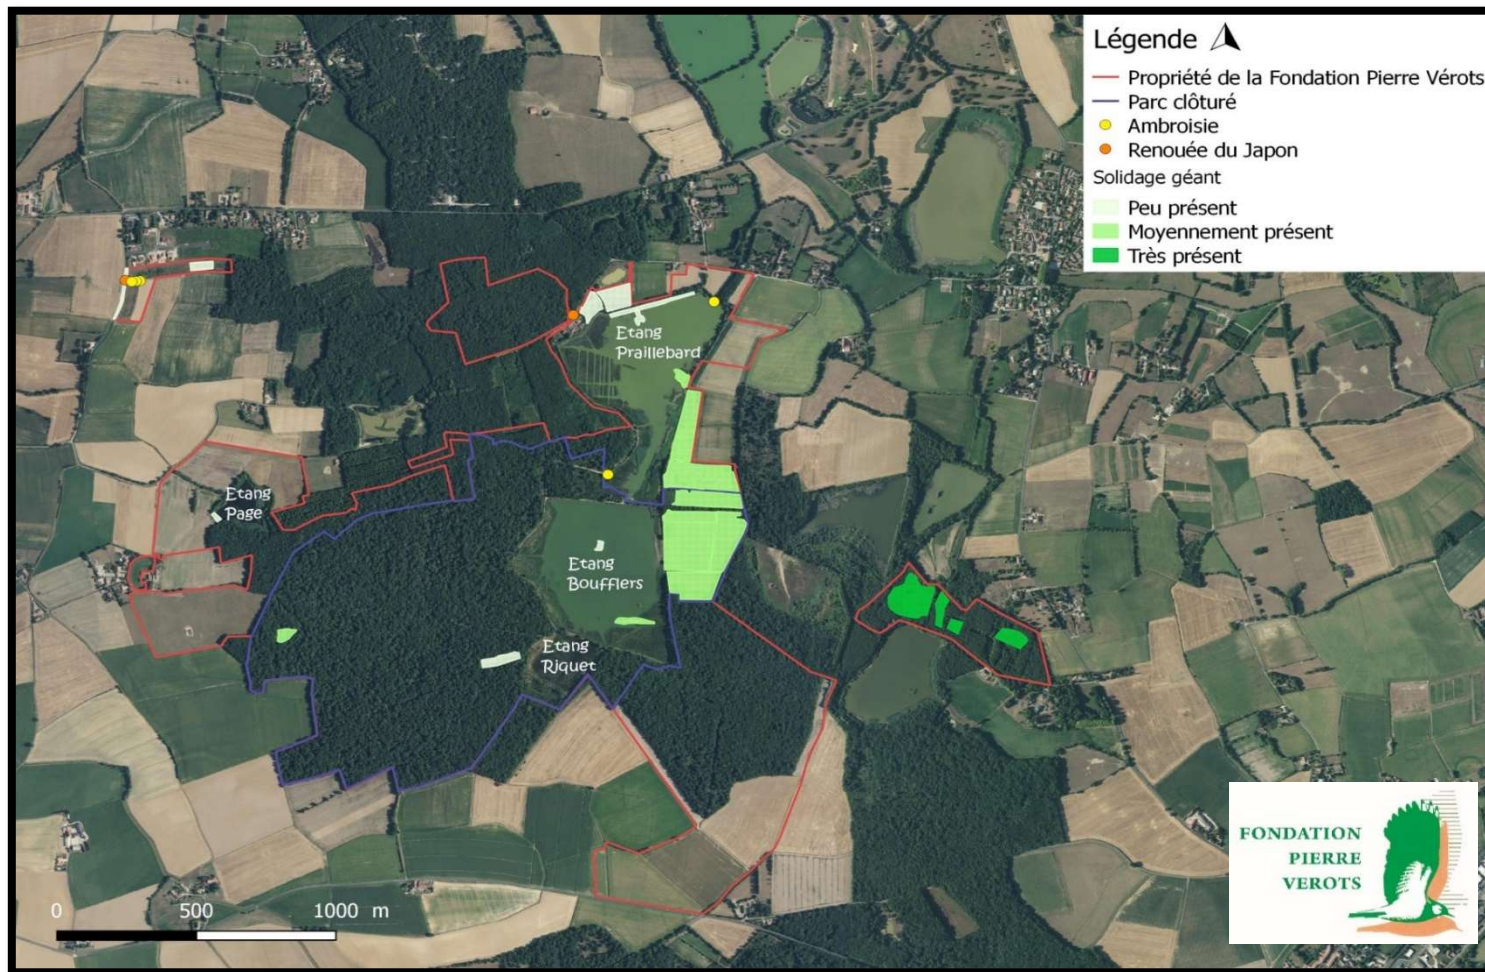 Légende
Propriété de la Fondation Pierre Vérots
Parc clôturé
Ambroisie
Renouée du Japon
Solidage géant
Peu présent
Moyennement présent
Très présent
Etang
Praillebard
Etang
Page
Etang
Boufflers
Etang
Riquet
0 500 1000 m
FONDATION
PIERRE
VEROTS